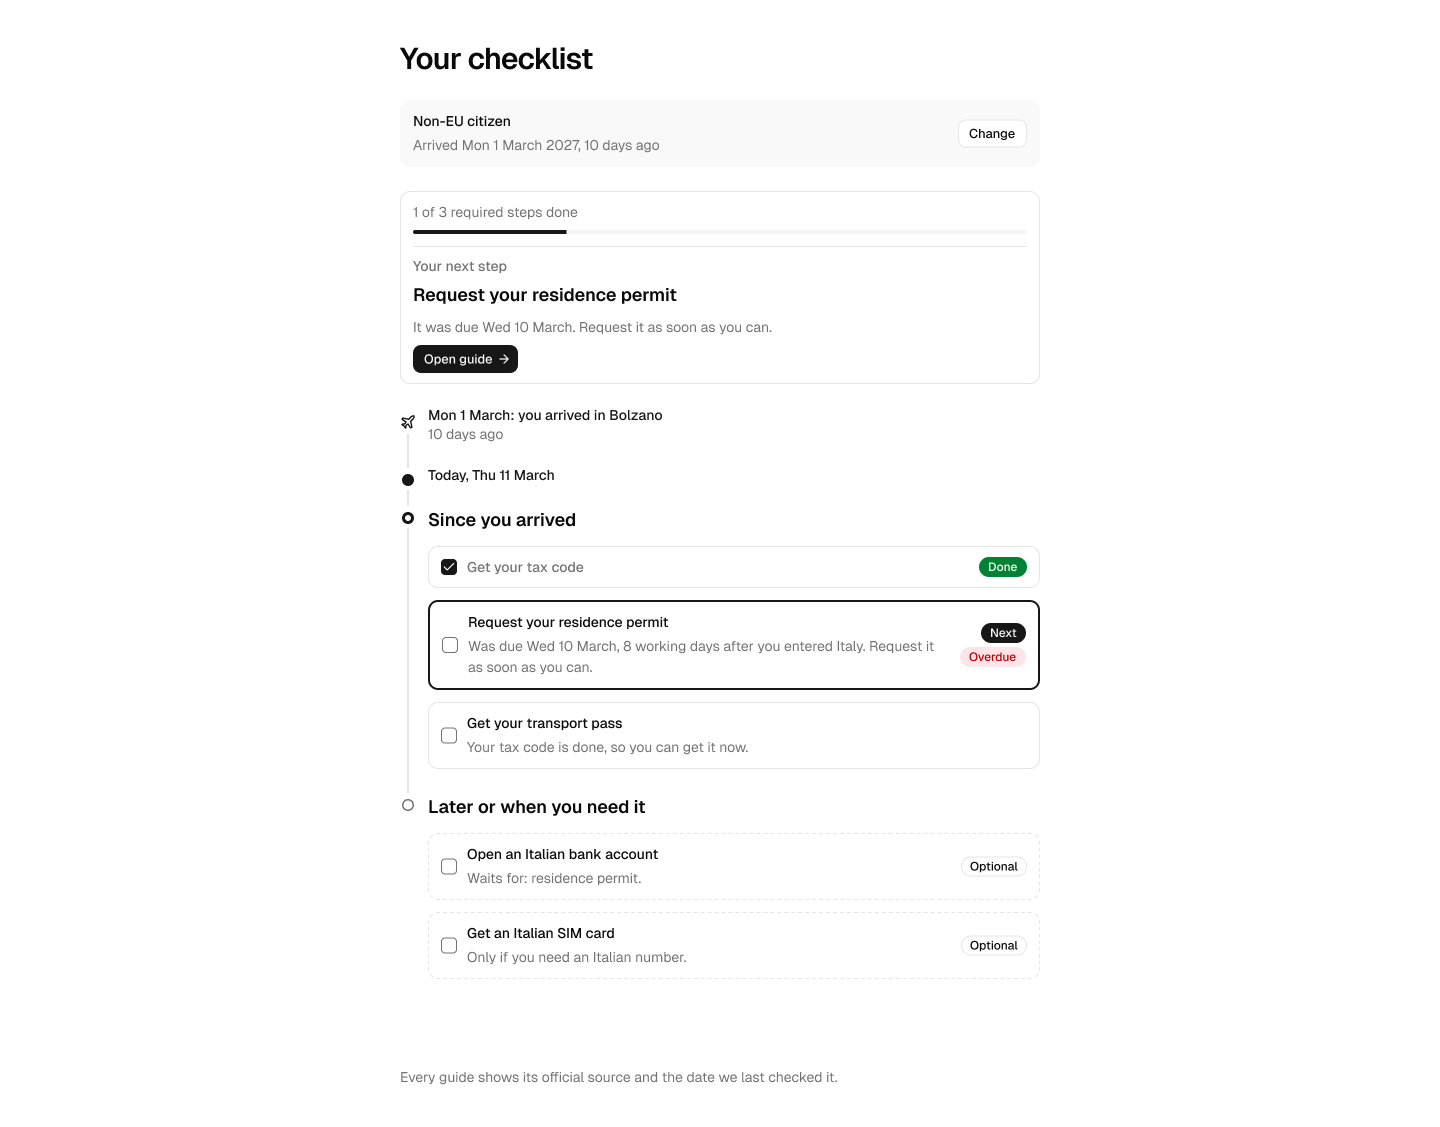 Your checklist
Non-EU citizen
Arrived Mon 1 March 2027, 10 days ago
Change
1 of 3 required steps done
Your next step
Request your residence permit
It was due Wed 10 March. Request it as soon as you can.
Open guide →
Mon 1 March: you arrived in Bolzano
10 days ago
Today, Thu 11 March
Since you arrived
Get your tax code
Done
Request your residence permit
Was due Wed 10 March, 8 working days after you entered Italy. Request it
as soon as you can.
Next
Overdue
Get your transport pass
Your tax code is done, so you can get it now.
Later or when you need it
Open an Italian bank account
Waits for: residence permit.
Optional
Get an Italian SIM card
Only if you need an Italian number.
Optional
Every guide shows its official source and the date we last checked it.